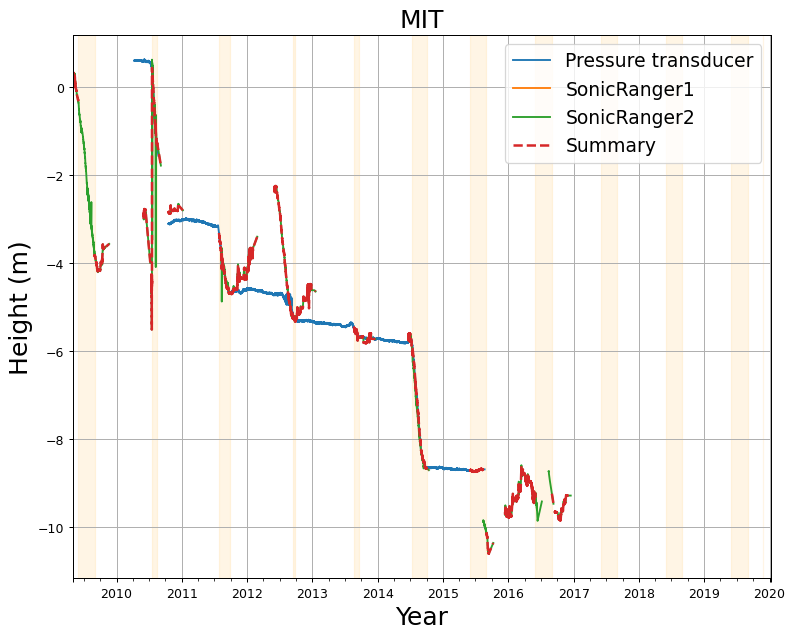 MIT
Pressure transducer
SonicRanger1
SonicRanger2
Summary
Height (m)
0
−2
−4
−6
−8
−10
2010 2011 2012 2013 2014 2015 2016 2017 2018 2019 2020
Year